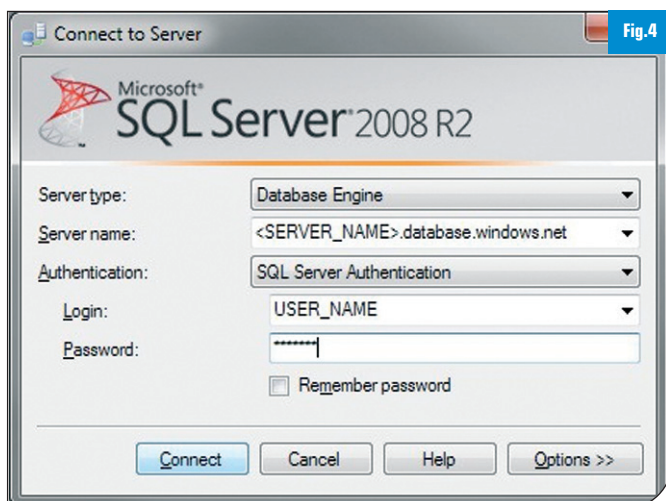 Connect to Server
Fig.4
Microsoft®
SQL Server® 2008 R2
Server type: Database Engine
Server name: <SERVER_NAME>.database.windows.net
Authentication: SQL Server Authentication
Login: USER_NAME
Password: *******
Remember password
Connect Cancel Help Options >>